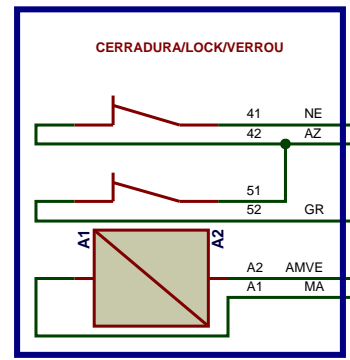 CERRADURA/LOCK/VERROU
41 NE
42 AZ
51
52 GR
A1 A2
A2 AMVE
A1 MA